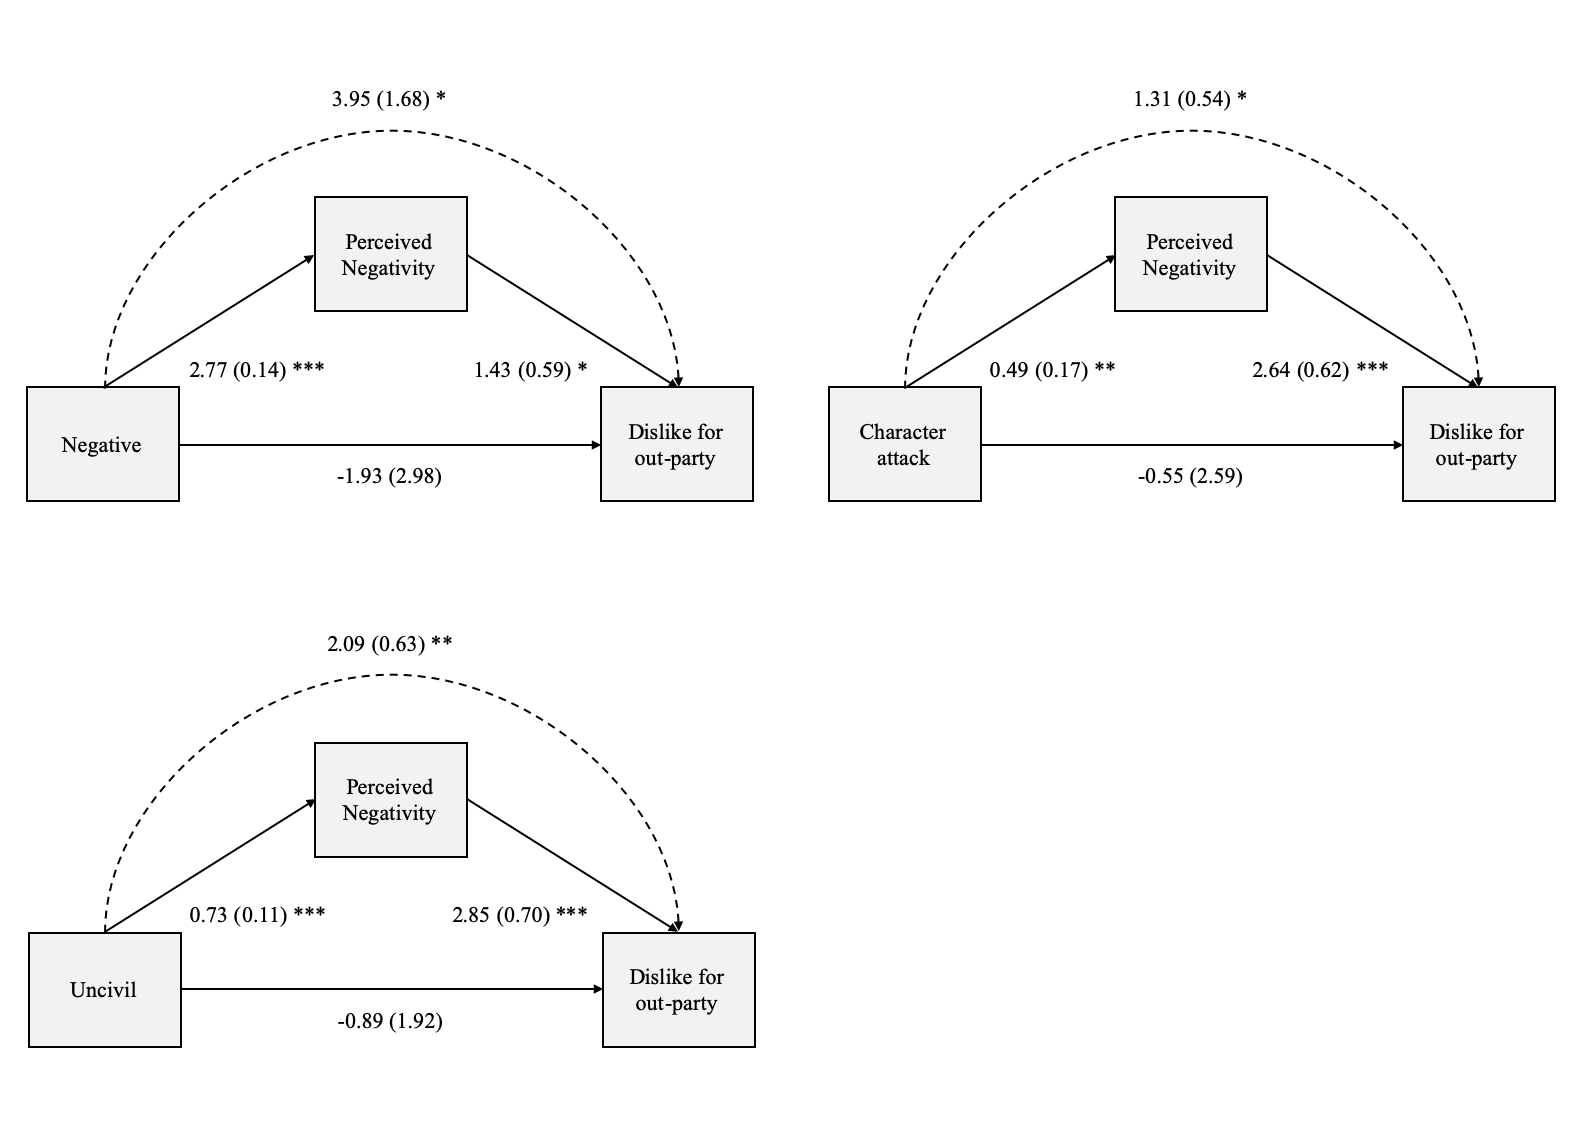 3.95 (1.68) *
Perceived
Negativity
2.77 (0.14) ***
1.43 (0.59) *
Negative
Dislike for
out-party
-1.93 (2.98)
1.31 (0.54) *
Perceived
Negativity
0.49 (0.17) **
2.64 (0.62) ***
Character
attack
Dislike for
out-party
-0.55 (2.59)
2.09 (0.63) **
Perceived
Negativity
0.73 (0.11) ***
2.85 (0.70) ***
Uncivil
Dislike for
out-party
-0.89 (1.92)